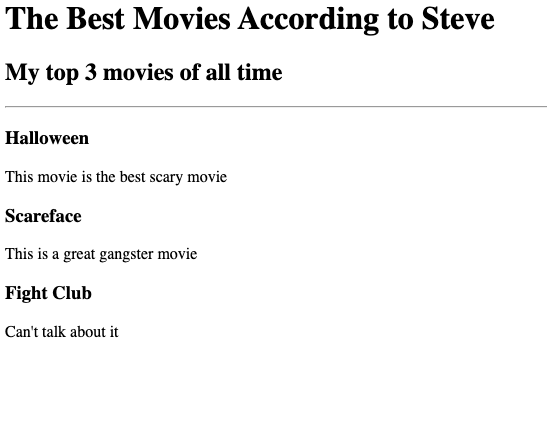 The Best Movies According to Steve
My top 3 movies of all time
Halloween
This movie is the best scary movie
Scareface
This is a great gangster movie
Fight Club
Can't talk about it